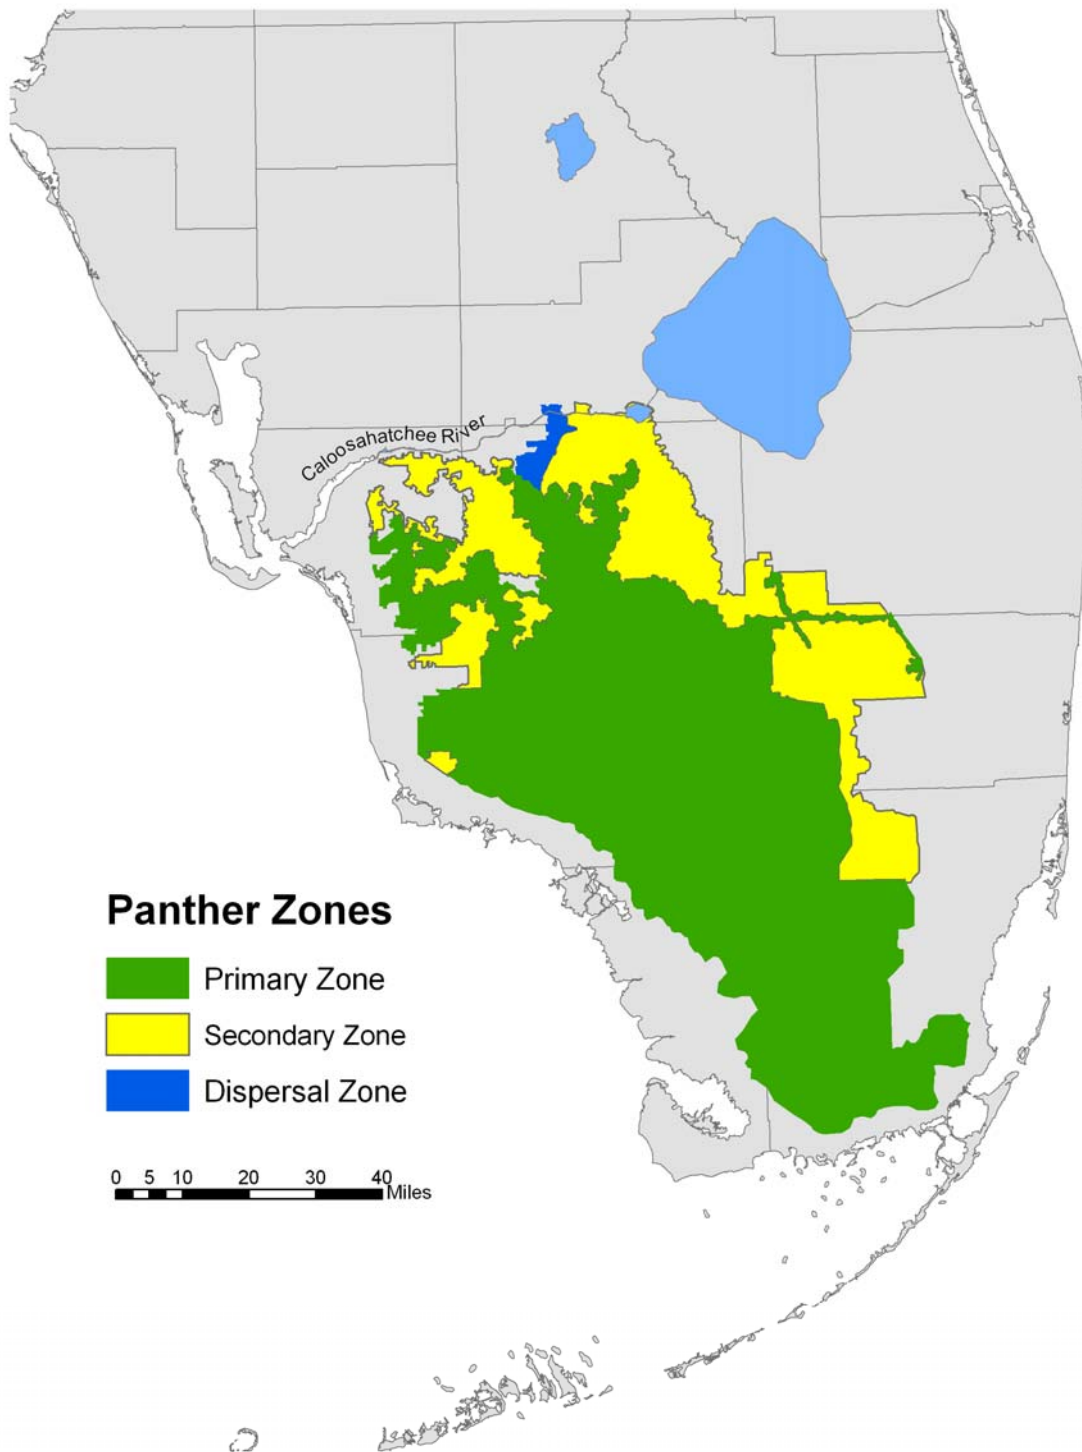 Caloosahatchee River
Panther Zones
Primary Zone
Secondary Zone
Dispersal Zone
0 5 10 20 30 40
Miles